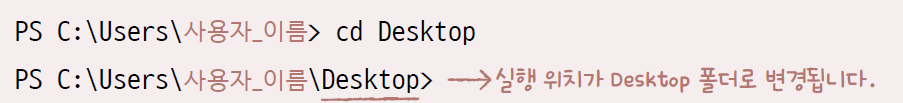 PS C:\Users\사용자_이름> cd Desktop
PS C:\Users\사용자_이름\Desktop> → 실행 위치가 Desktop 폴더로 변경됩니다.